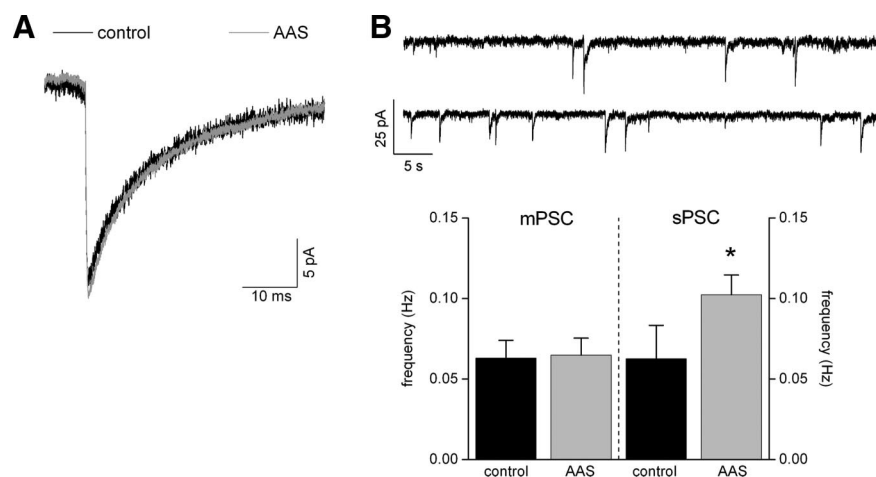 A
control
AAS
5 pA
10 ms
B
25 pA
5 s
mPSC
sPSC
0.15
0.10
0.05
0.00
frequency (Hz)
*
0.15
0.10
0.05
0.00
frequency (Hz)
control
AAS
control
AAS